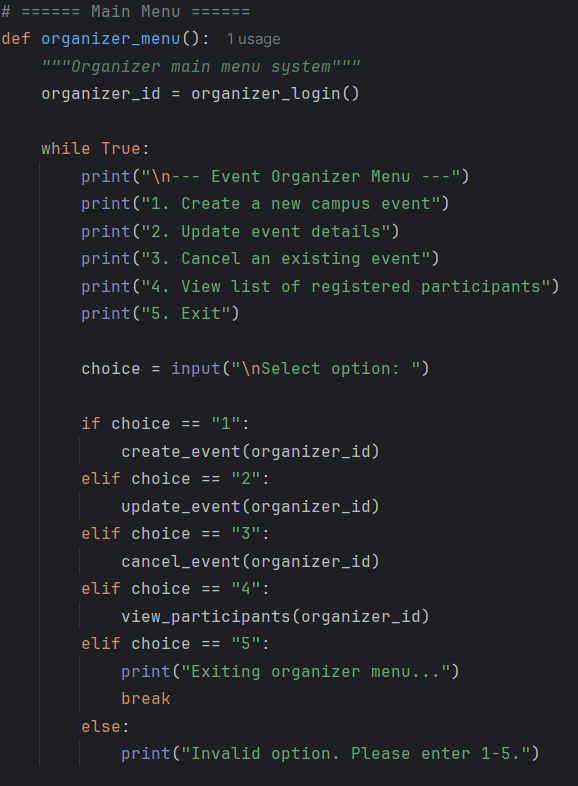 # ====== Main Menu ======
def organizer_menu():  1 usage
    """Organizer main menu system"""
    organizer_id = organizer_login()

    while True:
        print("\n--- Event Organizer Menu ---")
        print("1. Create a new campus event")
        print("2. Update event details")
        print("3. Cancel an existing event")
        print("4. View list of registered participants")
        print("5. Exit")

        choice = input("\nSelect option: ")

        if choice == "1":
            create_event(organizer_id)
        elif choice == "2":
            update_event(organizer_id)
        elif choice == "3":
            cancel_event(organizer_id)
        elif choice == "4":
            view_participants(organizer_id)
        elif choice == "5":
            print("Exiting organizer menu...")
            break
        else:
            print("Invalid option. Please enter 1-5.")